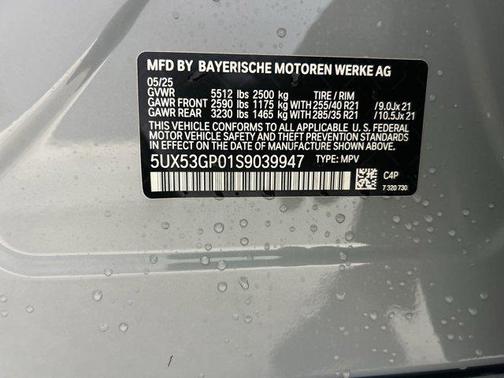 MFD BY BAYERISCHE MOTOREN WERKE AG
05/25
GVWR 5512 lbs 2500 kg TIRE / RIM
GAWR FRONT 2590 lbs 1175 kg WITH 255/40 R21 /9.0Jx 21
GAWR REAR 3230 lbs 1465 kg WITH 285/35 R21 /10.5Jx 21
THIS VEHICLE CONFORMS TO ALL APPLICABLE FEDERAL
MOTOR VEHICLE SAFETY, BUMPER, AND THEFT PREVENTION STANDARDS
IN EFFECT ON THE DATE OF MANUFACTURE SHOWN ABOVE.
5UX53GP01S9039947 TYPE: MPV
C4P
7 320 730